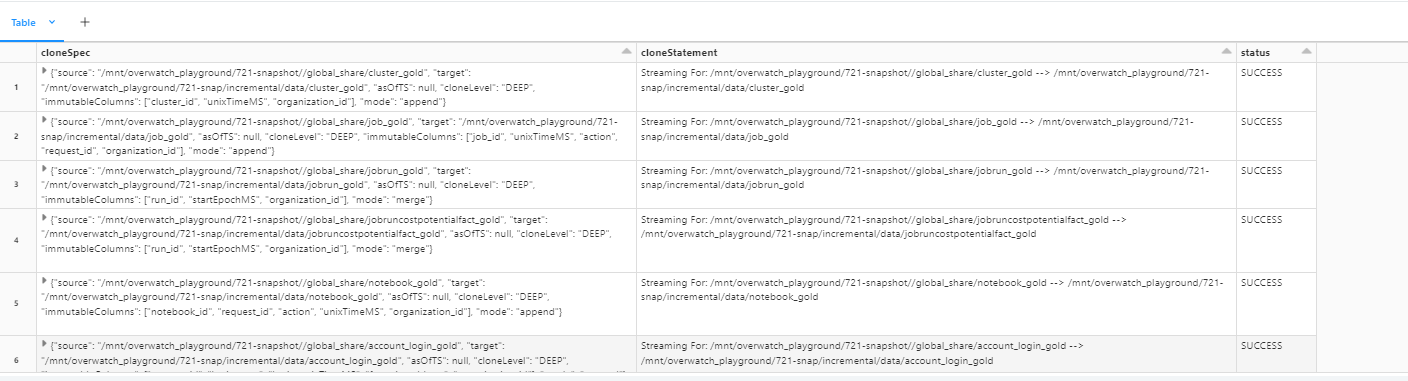 Table
cloneSpec cloneStatement status
1
{"source": "/mnt/overwatch_playground/721-snapshot//global_share/cluster_gold", "target":
"/mnt/overwatch_playground/721-snap/incremental/data/cluster_gold", "asOfTS": null, "cloneLevel": "DEEP",
"immutableColumns": ["cluster_id", "unixTimeMS", "organization_id"], "mode": "append"}
Streaming For: /mnt/overwatch_playground/721-snapshot//global_share/cluster_gold --> /mnt/overwatch_playground/721-
snap/incremental/data/cluster_gold
SUCCESS
2
{"source": "/mnt/overwatch_playground/721-snapshot//global_share/job_gold", "target": "/mnt/overwatch_playground/721-
snap/incremental/data/job_gold", "asOfTS": null, "cloneLevel": "DEEP", "immutableColumns": ["job_id", "unixTimeMS", "action",
"request_id", "organization_id"], "mode": "append"}
Streaming For: /mnt/overwatch_playground/721-snapshot//global_share/job_gold --> /mnt/overwatch_playground/721-
snap/incremental/data/job_gold
SUCCESS
3
{"source": "/mnt/overwatch_playground/721-snapshot//global_share/jobrun_gold", "target":
"/mnt/overwatch_playground/721-snap/incremental/data/jobrun_gold", "asOfTS": null, "cloneLevel": "DEEP",
"immutableColumns": ["run_id", "startEpochMS", "organization_id"], "mode": "merge"}
Streaming For: /mnt/overwatch_playground/721-snapshot//global_share/jobrun_gold --> /mnt/overwatch_playground/721-
snap/incremental/data/jobrun_gold
SUCCESS
4
{"source": "/mnt/overwatch_playground/721-snapshot//global_share/jobruncostpotentialfact_gold", "target":
"/mnt/overwatch_playground/721-snap/incremental/data/jobruncostpotentialfact_gold", "asOfTS": null, "cloneLevel": "DEEP",
"immutableColumns": ["run_id", "startEpochMS", "organization_id"], "mode": "merge"}
Streaming For: /mnt/overwatch_playground/721-snapshot//global_share/jobruncostpotentialfact_gold -->
/mnt/overwatch_playground/721-snap/incremental/data/jobruncostpotentialfact_gold
SUCCESS
5
{"source": "/mnt/overwatch_playground/721-snapshot//global_share/notebook_gold", "target":
"/mnt/overwatch_playground/721-snap/incremental/data/notebook_gold", "asOfTS": null, "cloneLevel": "DEEP",
"immutableColumns": ["notebook_id", "request_id", "action", "unixTimeMS", "organization_id"], "mode": "append"}
Streaming For: /mnt/overwatch_playground/721-snapshot//global_share/notebook_gold --> /mnt/overwatch_playground/721-
snap/incremental/data/notebook_gold
SUCCESS
6
{"source": "/mnt/overwatch_playground/721-snapshot//global_share/account_login_gold", "target":
"/mnt/overwatch_playground/721-snap/incremental/data/account_login_gold", "asOfTS": null, "cloneLevel": "DEEP",
Streaming For: /mnt/overwatch_playground/721-snapshot//global_share/account_login_gold -->
/mnt/overwatch_playground/721-snap/incremental/data/account_login_gold
SUCCESS